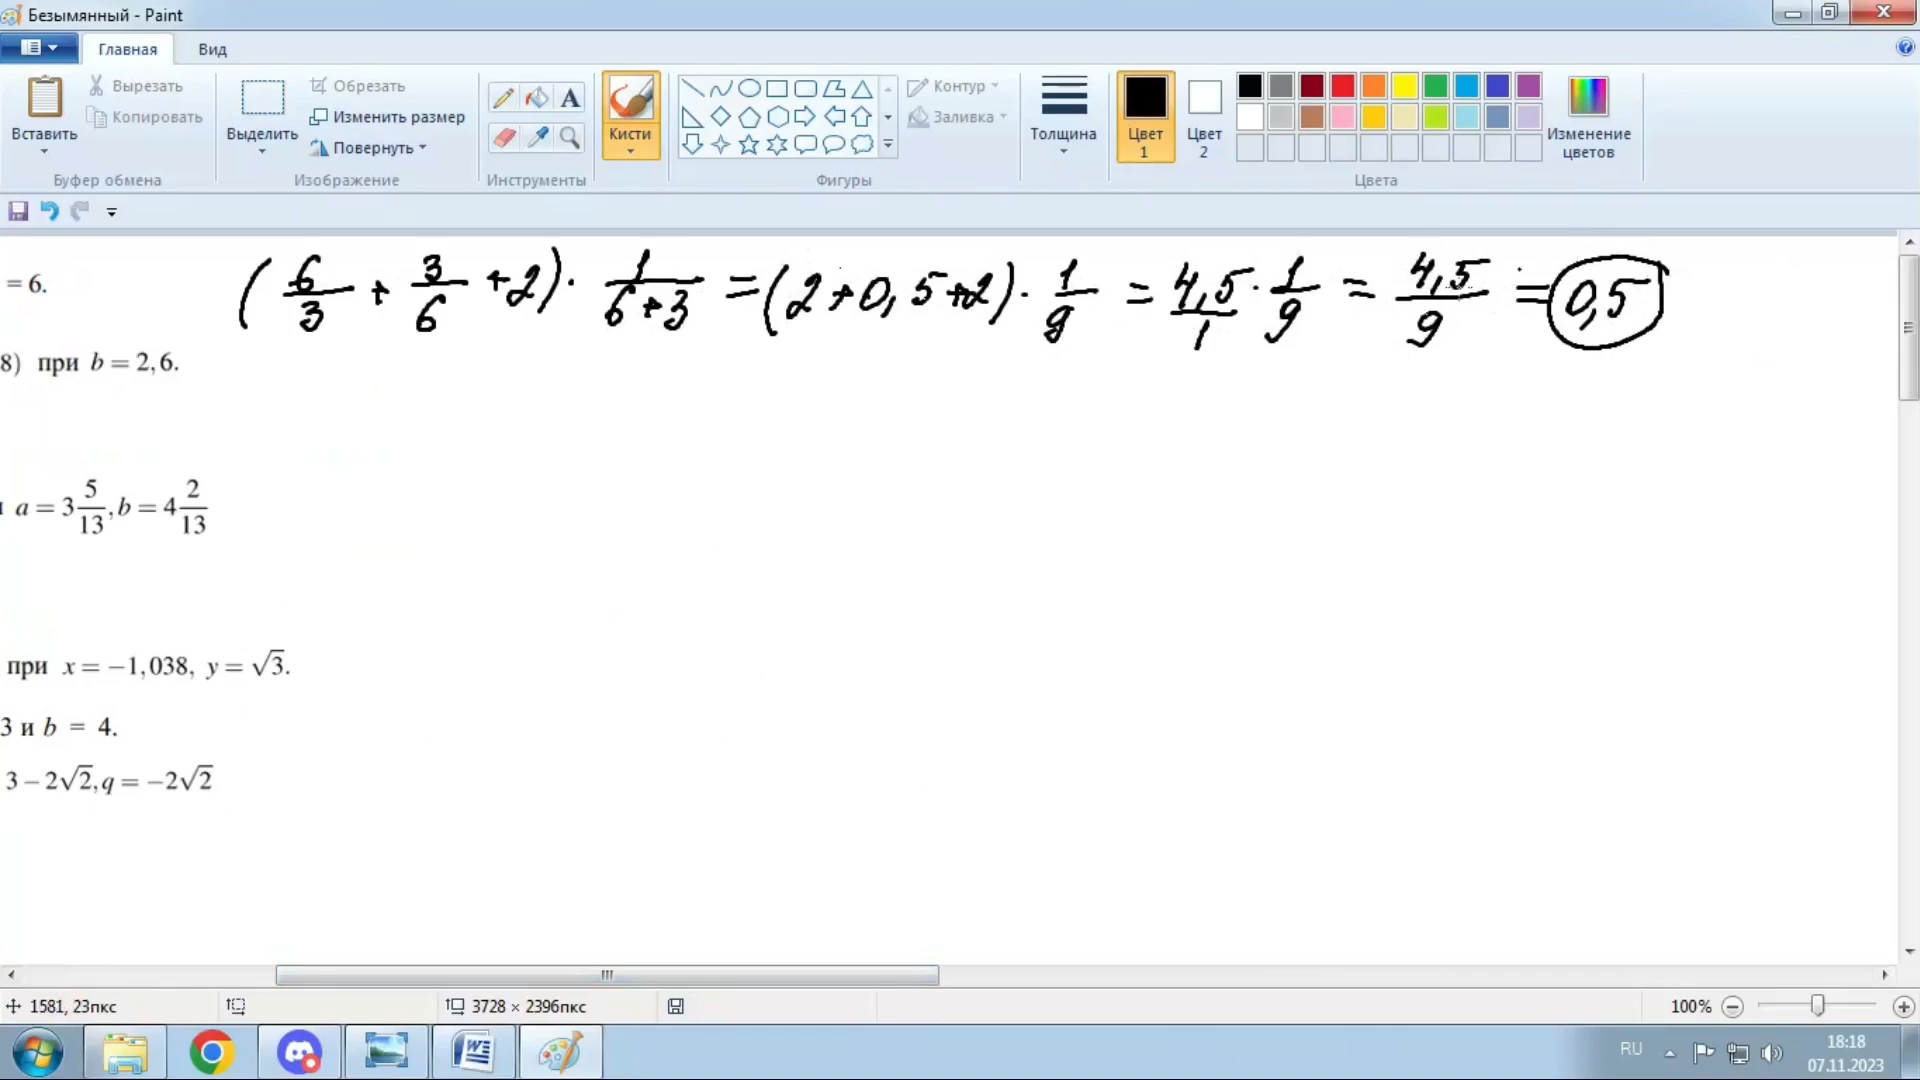 Безымянный - Paint
Главная Вид
Вставить
Вырезать
Копировать
Буфер обмена
Выделить
Обрезать
Изменить размер
Повернуть
Изображение
Инструменты
Кисти
Фигуры
Контур
Заливка
Толщина
Цвет 1
Цвет 2
Изменение цветов
Цвета
= 6.
(6/3 + 3/6 + 2) · 1/(6+3) = (2+0,5+2) · 1/9 = 4,5/1 · 1/9 = 4,5/9 = 0,5
8) при b = 2,6.
a = 3 5/13, b = 4 2/13
при x = −1,038, y = √3.
3 и b = 4.
3 − 2√2, q = −2√2
1581, 23пкс
3728 × 2396пкс
100%
RU
18:18
07.11.2023